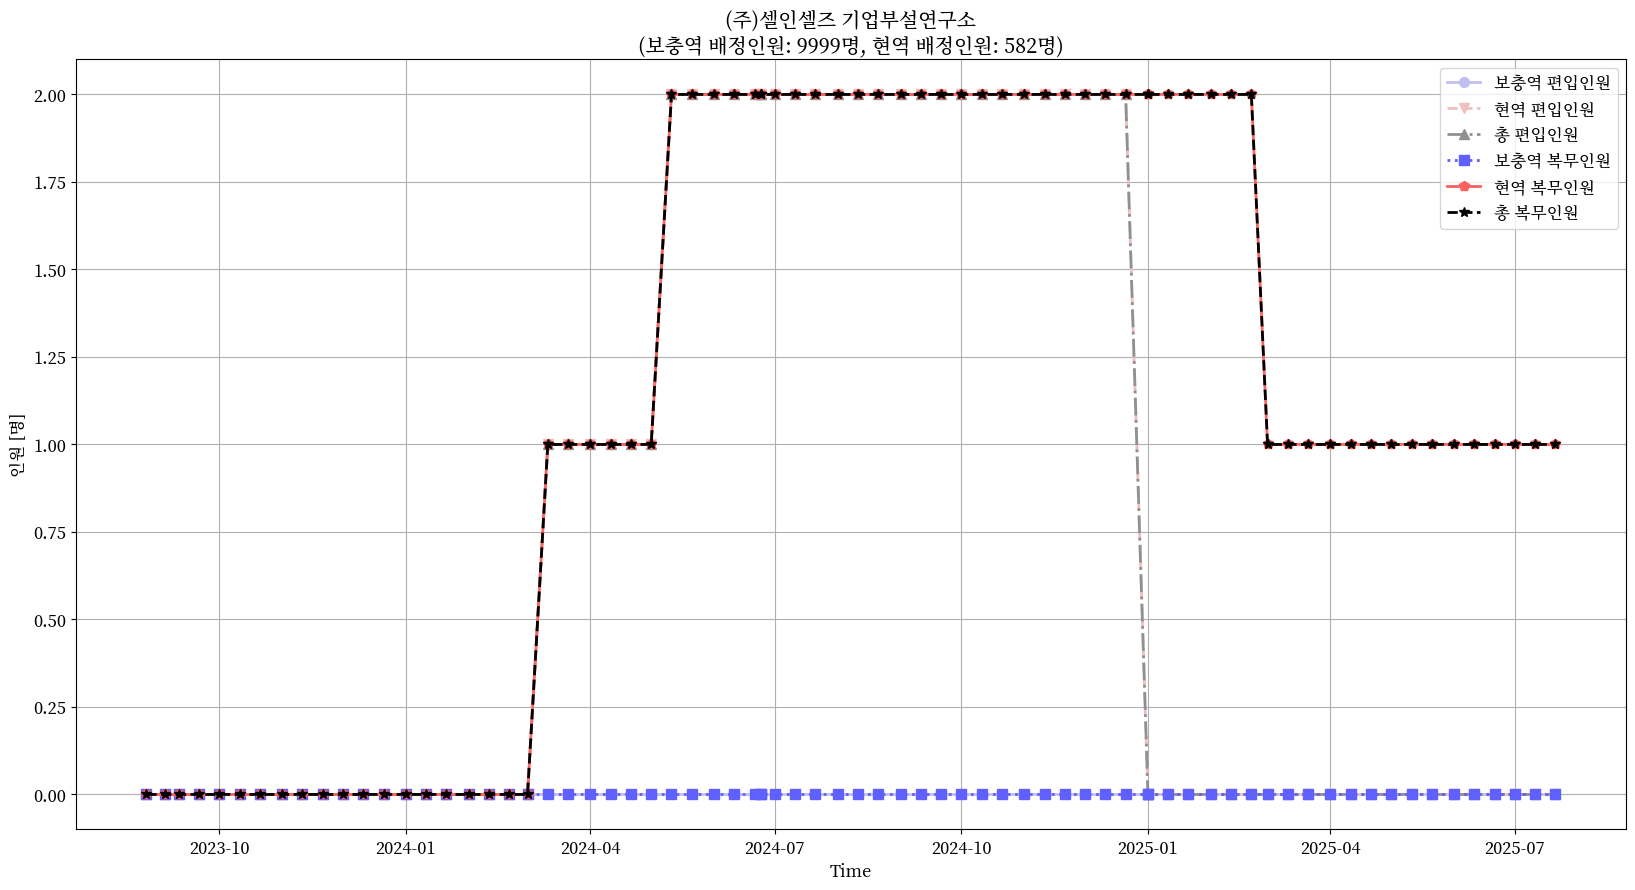 (주)셀인셀즈 기업부설연구소
(보충역 배정인원: 9999명, 현역 배정인원: 582명)
보충역 편입인원
현역 편입인원
총 편입인원
보충역 복무인원
현역 복무인원
총 복무인원
2.00
1.75
1.50
1.25
1.00
0.75
0.50
0.25
0.00
인원 [명]
2023-10
2024-01
2024-04
2024-07
2024-10
2025-01
2025-04
2025-07
Time